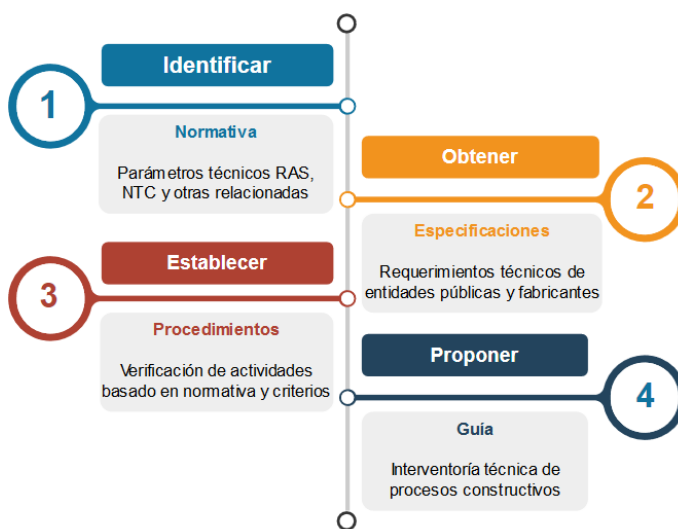 1
Identificar
Normativa
Parámetros técnicos RAS,
NTC y otras relacionadas
2
Obtener
Especificaciones
Requerimientos técnicos de
entidades públicas y fabricantes
3
Establecer
Procedimientos
Verificación de actividades
basado en normativa y criterios
4
Proponer
Guía
Interventoría técnica de
procesos constructivos